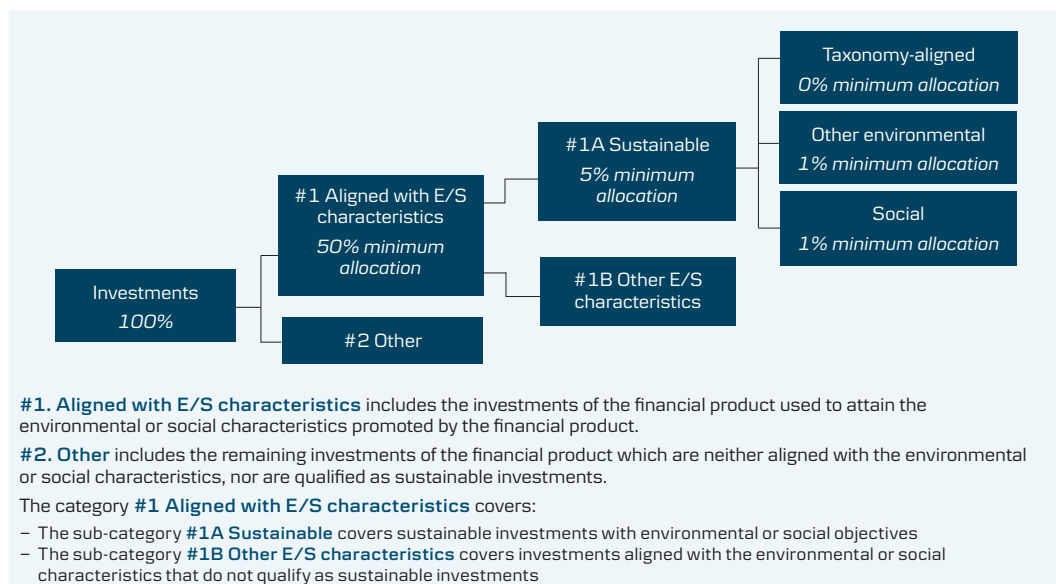 Taxonomy-aligned
0% minimum allocation
#1A Sustainable
5% minimum
allocation
Other environmental
1% minimum allocation
#1 Aligned with E/S
characteristics
50% minimum
allocation
Social
1% minimum allocation
#1B Other E/S
characteristics
Investments
100%
#2 Other
#1. Aligned with E/S characteristics includes the investments of the financial product used to attain the
environmental or social characteristics promoted by the financial product.
#2. Other includes the remaining investments of the financial product which are neither aligned with the environmental
or social characteristics, nor are qualified as sustainable investments.
The category #1 Aligned with E/S characteristics covers:
– The sub-category #1A Sustainable covers sustainable investments with environmental or social objectives
– The sub-category #1B Other E/S characteristics covers investments aligned with the environmental or social
characteristics that do not qualify as sustainable investments